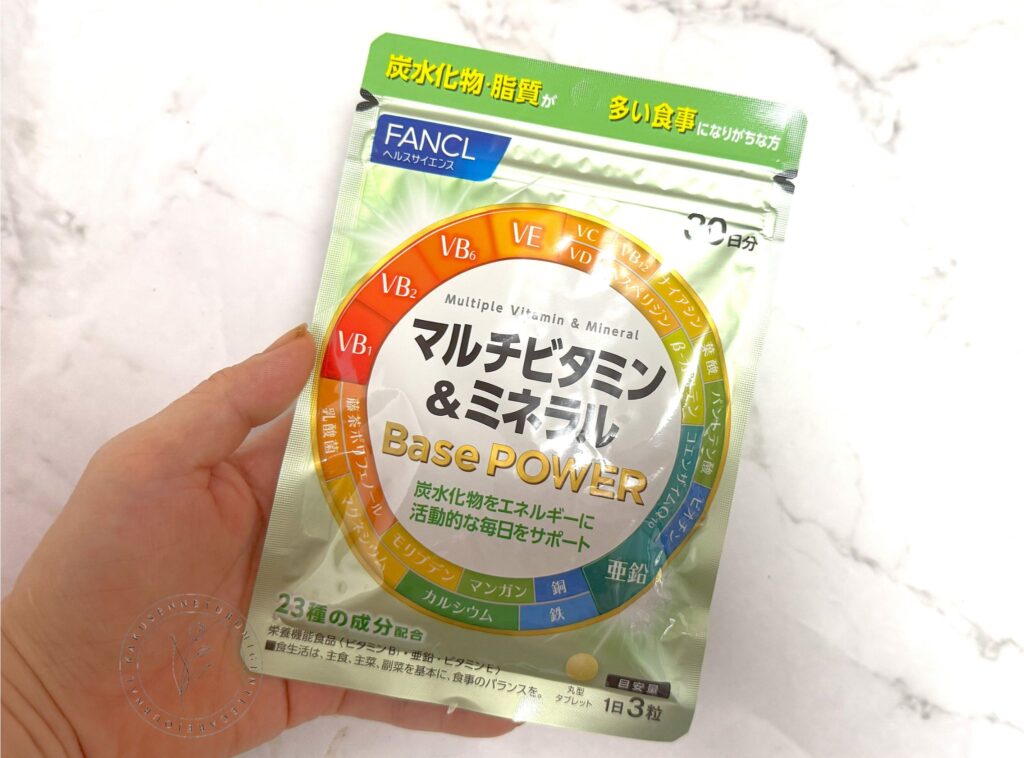 炭水化物・脂質が 多い食事になりがちな方
FANCL
ヘルスサイエンス
30日分
VB1
VB2
VB6
VE
VC
VD
VB12
ナイアシン
葉酸
パントテン酸
ビオチン
コエンザイムQ10
亜鉛
銅
鉄
マンガン
カルシウム
モリブデン
マグネシウム
藤茶ポリフェノール
乳酸菌
Multiple Vitamin & Mineral
マルチビタミン
&ミネラル
Base POWER
炭水化物をエネルギーに
活動的な毎日をサポート
23種の成分配合
栄養機能食品〈ビタミンB1・亜鉛・ビタミンE〉
■食生活は、主食、主菜、副菜を基本に、食事のバランスを。
丸型
タブレット
目安量
1日3粒